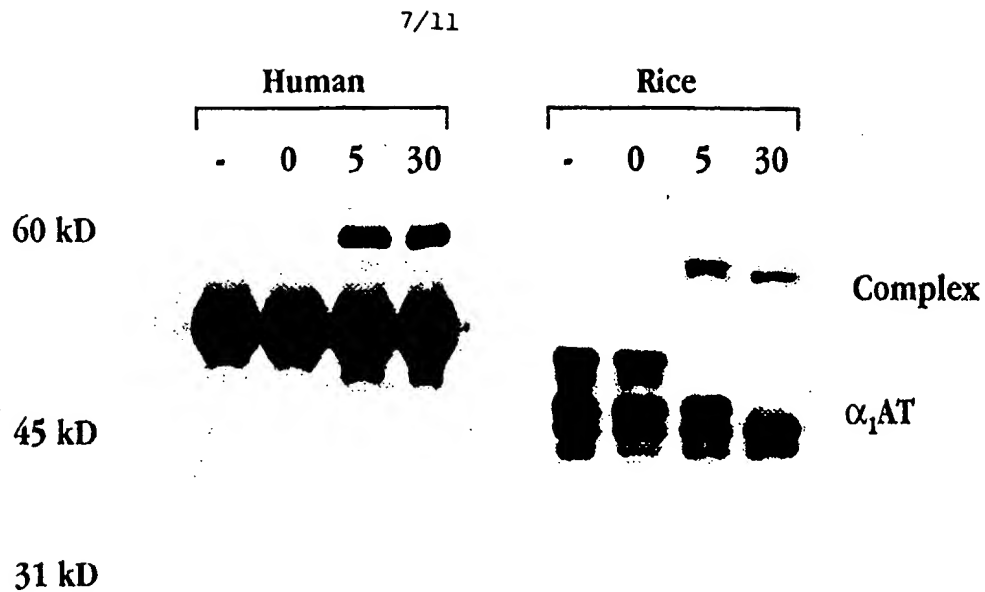 7/11
Human Rice
- 0 5 30 - 0 5 30
60 kD
Complex
α₁AT
45 kD
31 kD